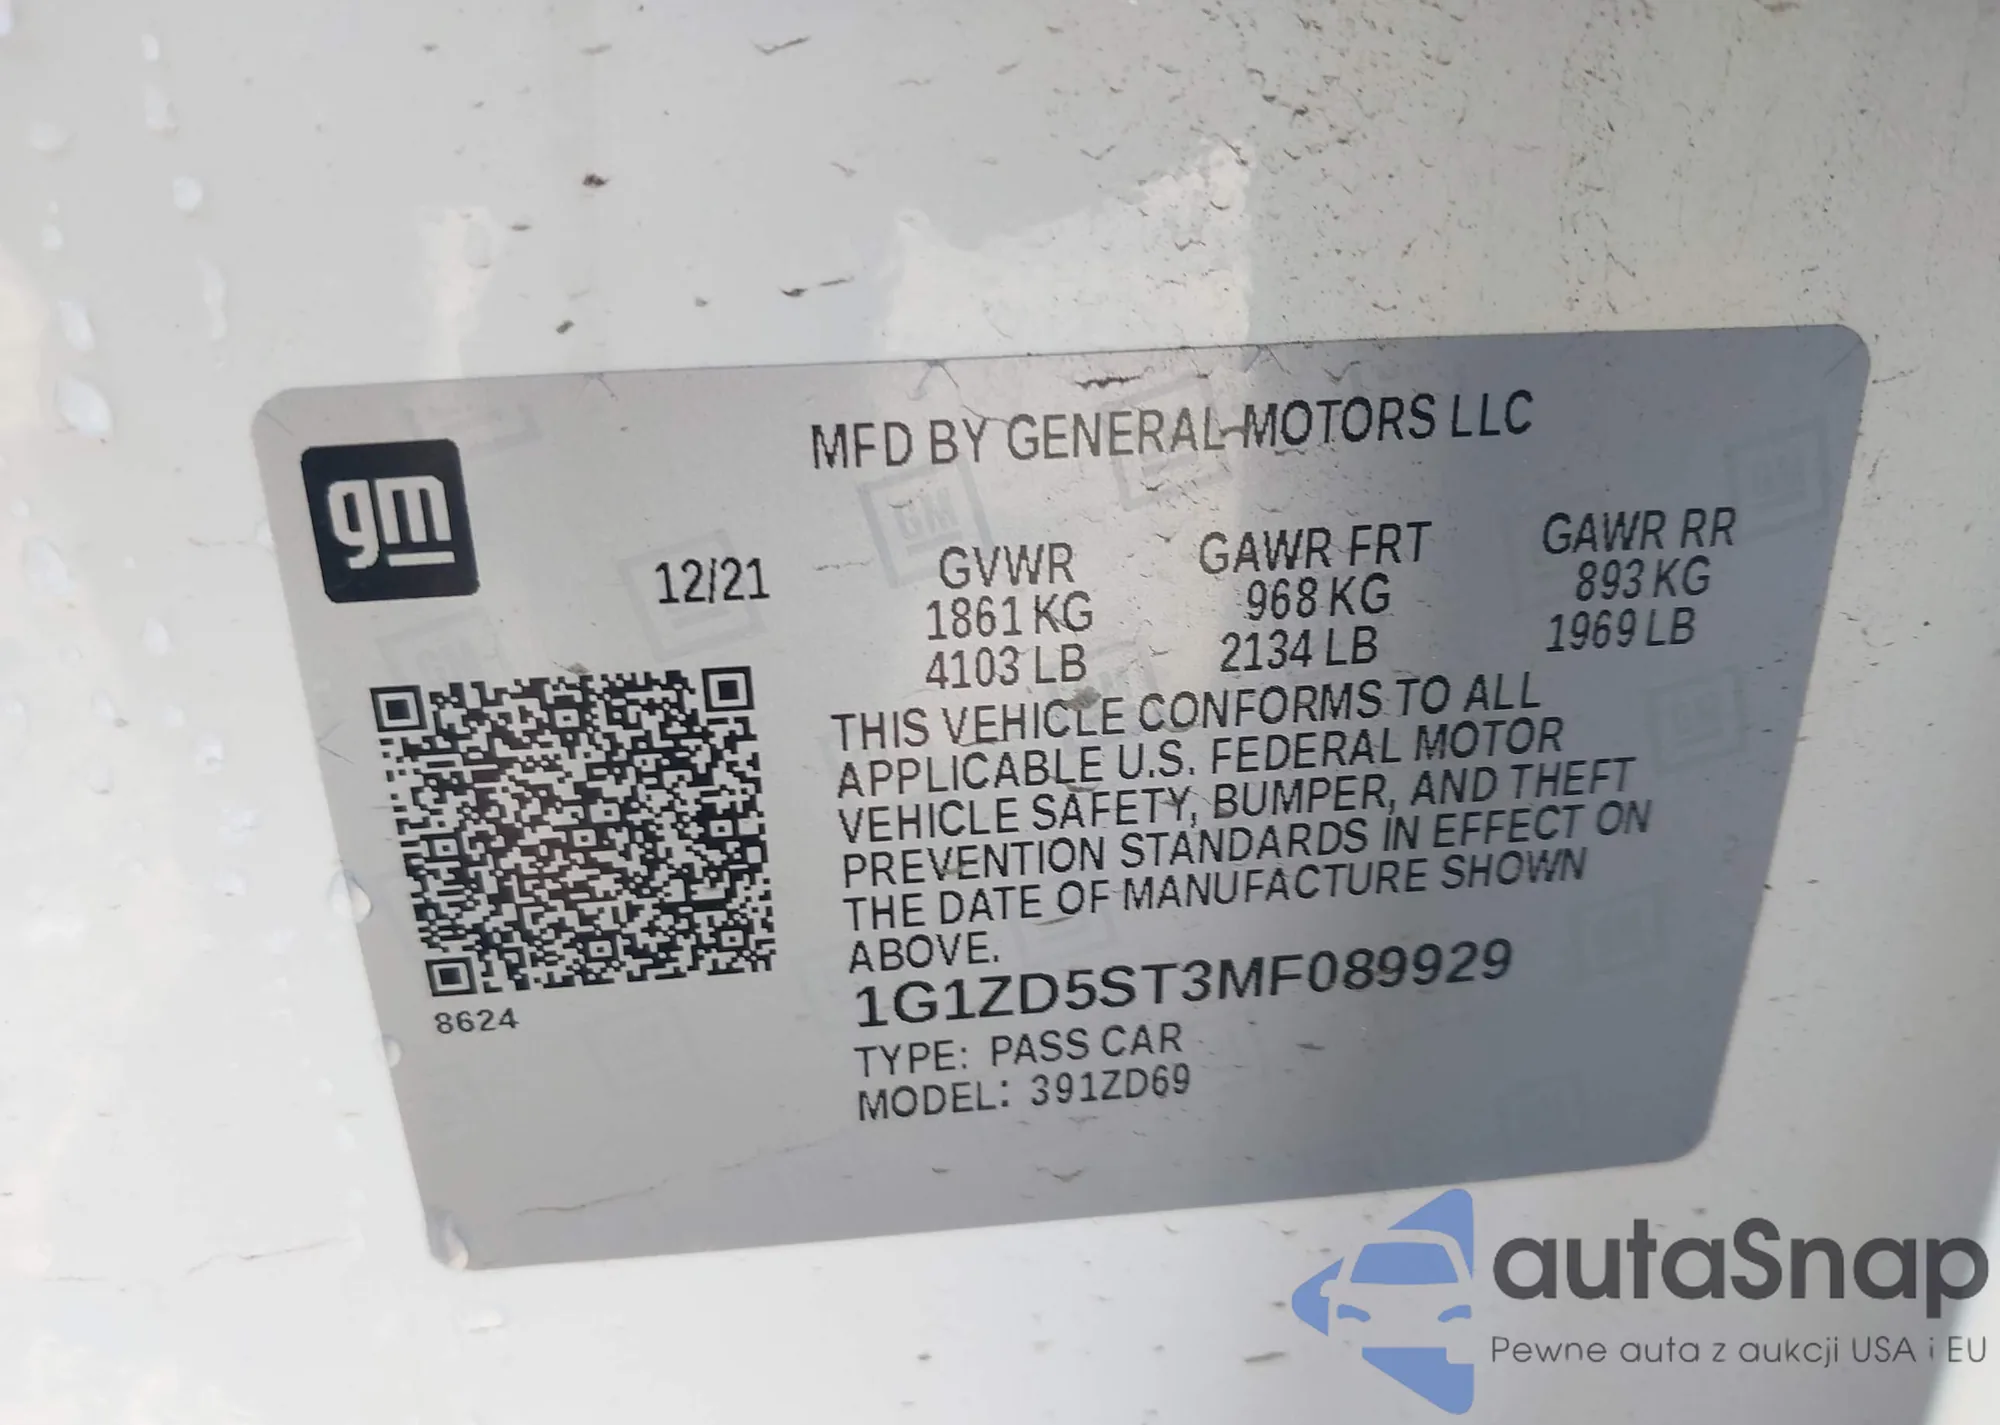 MFD BY GENERAL MOTORS LLC
gm
12/21
GVWR GAWR FRT GAWR RR
1861 KG 968 KG 893 KG
4103 LB 2134 LB 1969 LB
THIS VEHICLE CONFORMS TO ALL
APPLICABLE U.S. FEDERAL MOTOR
VEHICLE SAFETY, BUMPER, AND THEFT
PREVENTION STANDARDS IN EFFECT ON
THE DATE OF MANUFACTURE SHOWN
ABOVE.
1G1ZD5ST3MF089929
8624
TYPE: PASS CAR
MODEL: 391ZD69
autaSnap
Pewne auta z aukcji USA i EU